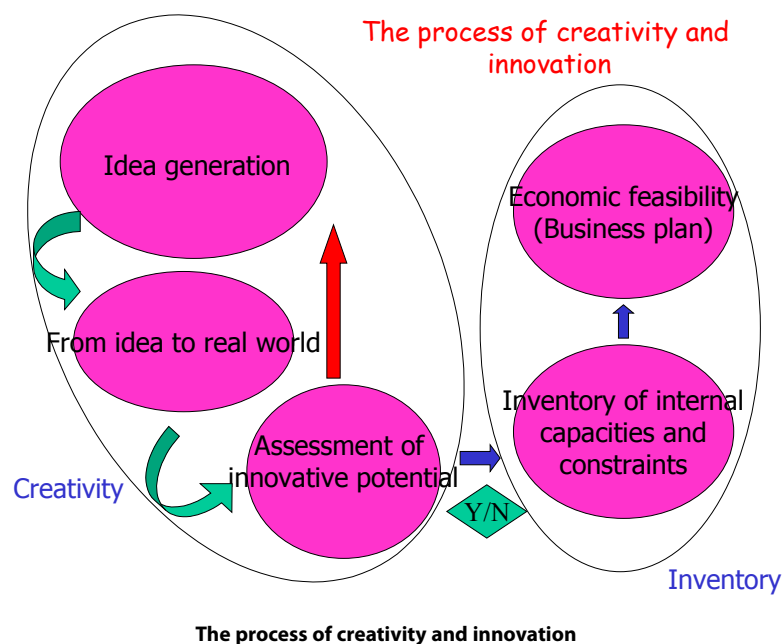 The process of creativity and
innovation
Idea generation
From idea to real world
Assessment of
innovative potential
Creativity
Y/N
Economic feasibility
(Business plan)
Inventory of internal
capacities and
constraints
Inventory
The process of creativity and innovation